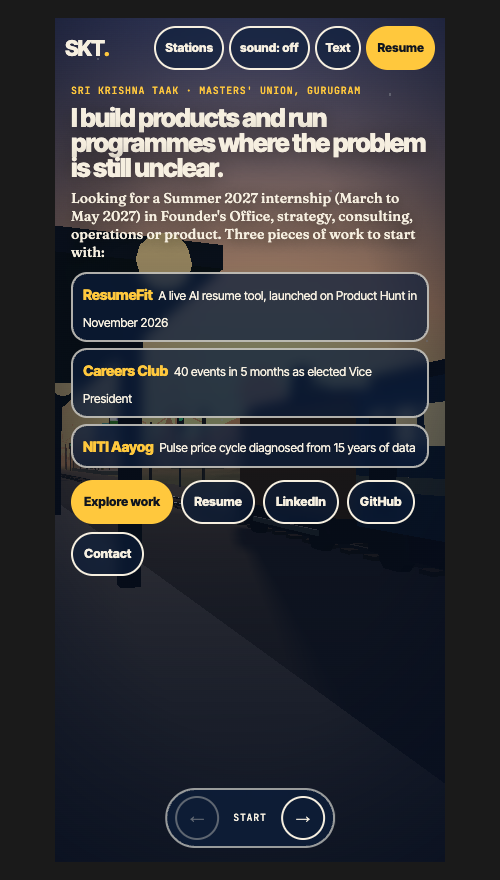 SKT.
Stations
sound: off
Text
Resume
SRI KRISHNA TAAK · MASTERS' UNION, GURUGRAM
I build products and run
programmes where the problem
is still unclear.
Looking for a Summer 2027 internship (March to
May 2027) in Founder's Office, strategy, consulting,
operations or product. Three pieces of work to start
with:
ResumeFit A live AI resume tool, launched on Product Hunt in
November 2026
Careers Club 40 events in 5 months as elected Vice
President
NITI Aayog Pulse price cycle diagnosed from 15 years of data
Explore work
Resume
LinkedIn
GitHub
Contact
← START →